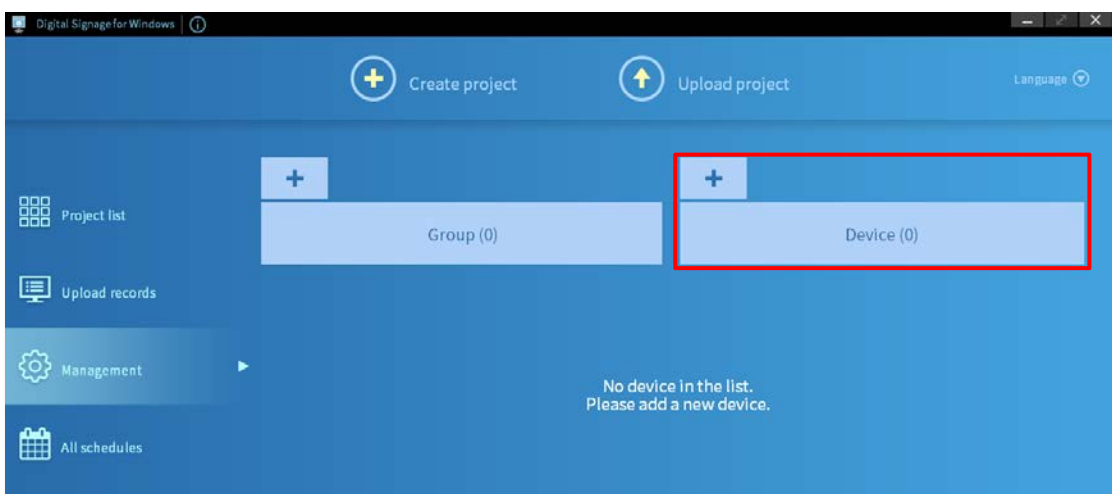 Digital Signage for Windows
Create project
Upload project
Language
Project list
Group (0)
Device (0)
Upload records
Management
No device in the list.
Please add a new device.
All schedules